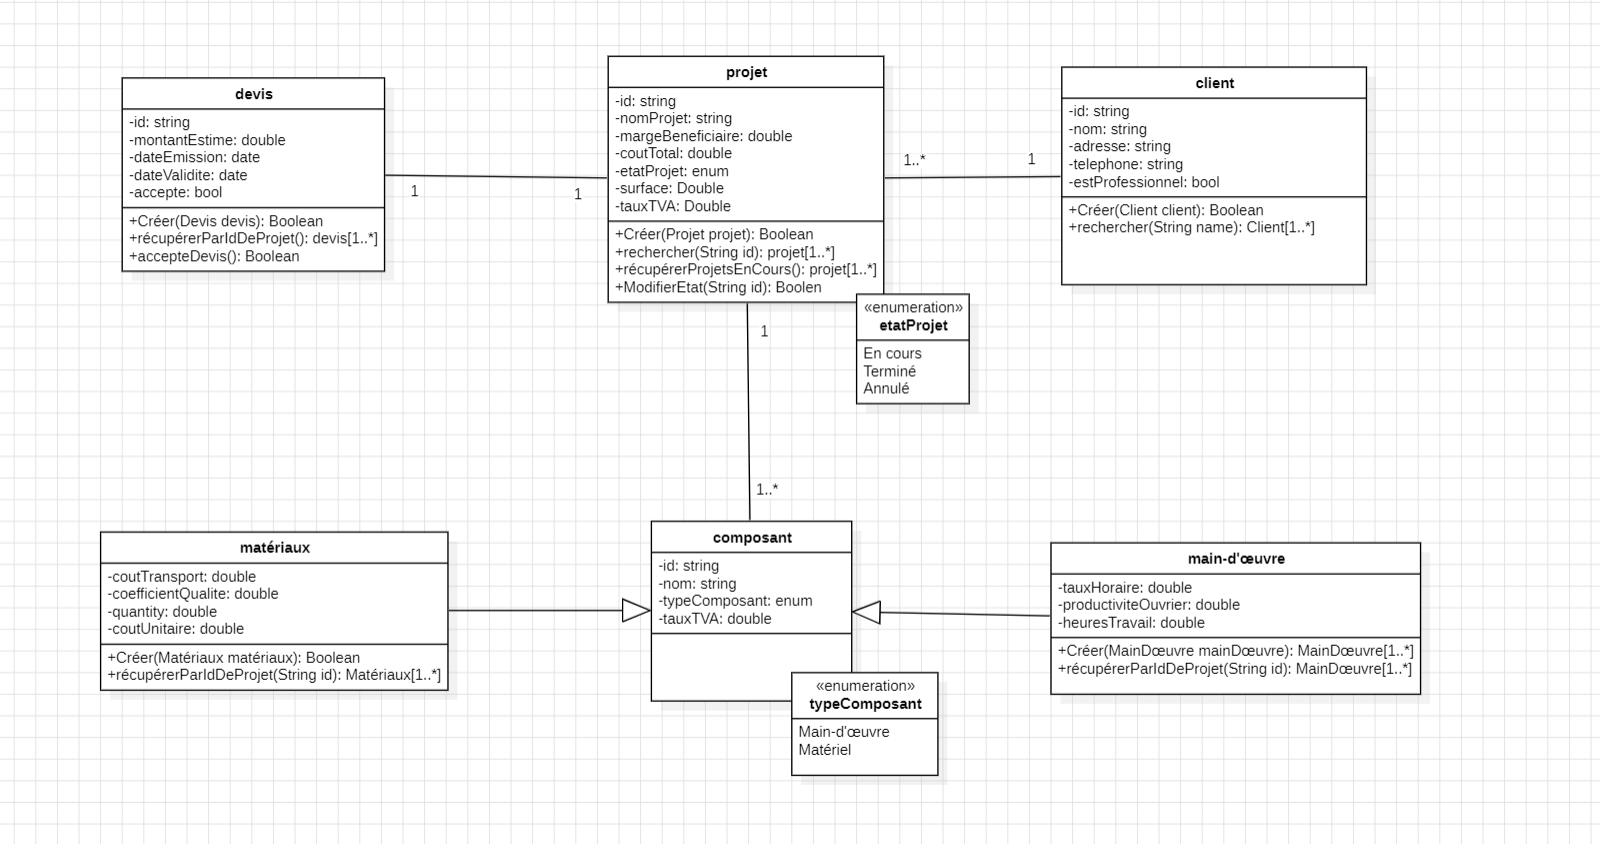 devis
-id: string
-montantEstime: double
-dateEmission: date
-dateValidite: date
-accepte: bool
+Créer(Devis devis): Boolean
+récupérerParIdDeProjet(): devis[1..*]
+accepteDevis(): Boolean
1
1
projet
-id: string
-nomProjet: string
-margeBeneficiaire: double
-coutTotal: double
-etatProjet: enum
-surface: Double
-tauxTVA: Double
+Créer(Projet projet): Boolean
+rechercher(String id): projet[1..*]
+récupérerProjetsEnCours(): projet[1..*]
+ModifierEtat(String id): Boolen
1..*
1
client
-id: string
-nom: string
-adresse: string
-telephone: string
-estProfessionnel: bool
+Créer(Client client): Boolean
+rechercher(String name): Client[1..*]
«enumeration»
etatProjet
En cours
Terminé
Annulé
1
1..*
matériaux
-coutTransport: double
-coefficientQualite: double
-quantity: double
-coutUnitaire: double
+Créer(Matériaux matériaux): Boolean
+récupérerParIdDeProjet(String id): Matériaux[1..*]
composant
-id: string
-nom: string
-typeComposant: enum
-tauxTVA: double
«enumeration»
typeComposant
Main-d'œuvre
Matériel
main-d'œuvre
-tauxHoraire: double
-productiviteOuvrier: double
-heuresTravail: double
+Créer(MainDœuvre mainDœuvre): MainDœuvre[1..*]
+récupérerParIdDeProjet(String id): MainDœuvre[1..*]